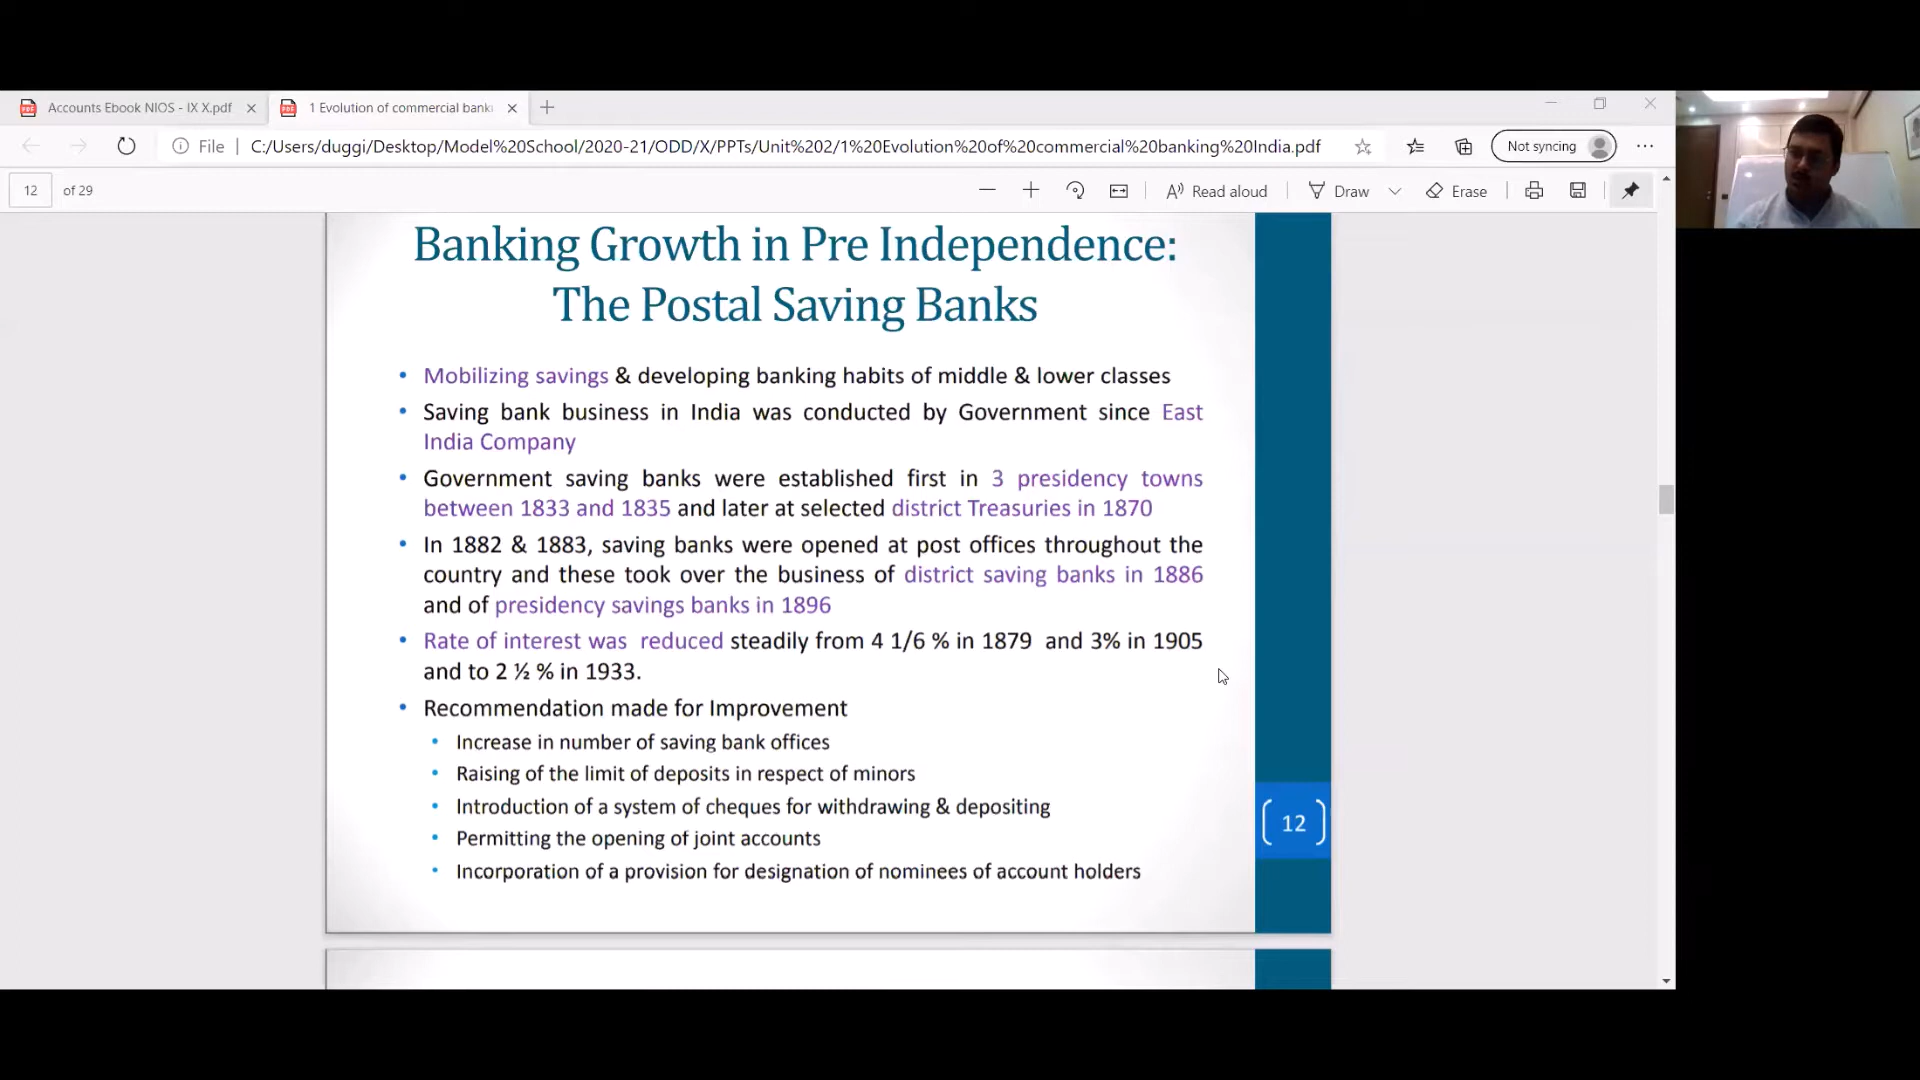 Accounts Ebook NIOS - IX X.pdf
1 Evolution of commercial bank
File
C:/Users/duggi/Desktop/Model%20School/2020-21/ODD/X/PPTs/Unit%202/1%20Evolution%20of%20commercial%20banking%20India.pdf
Not syncing
12 of 29
Read aloud
Draw
Erase
Banking Growth in Pre Independence:
The Postal Saving Banks
• Mobilizing savings & developing banking habits of middle & lower classes
• Saving bank business in India was conducted by Government since East
India Company
• Government saving banks were established first in 3 presidency towns
between 1833 and 1835 and later at selected district Treasuries in 1870
• In 1882 & 1883, saving banks were opened at post offices throughout the
country and these took over the business of district saving banks in 1886
and of presidency savings banks in 1896
• Rate of interest was reduced steadily from 4 1/6 % in 1879 and 3% in 1905
and to 2 ½ % in 1933.
• Recommendation made for Improvement
• Increase in number of saving bank offices
• Raising of the limit of deposits in respect of minors
• Introduction of a system of cheques for withdrawing & depositing
• Permitting the opening of joint accounts
• Incorporation of a provision for designation of nominees of account holders
12